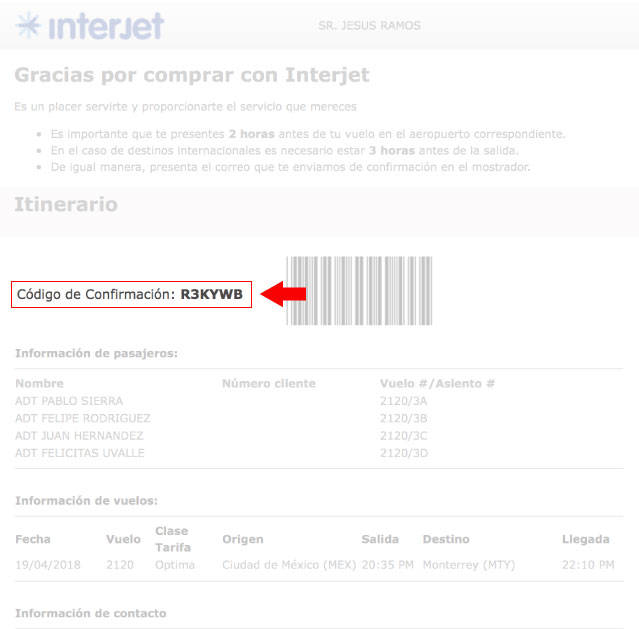 interjet
SR. JESUS RAMOS
Gracias por comprar con Interjet
Es un placer servirte y proporcionarte el servicio que mereces
• Es importante que te presentes 2 horas antes de tu vuelo en el aeropuerto correspondiente.
• En el caso de destinos internacionales es necesario estar 3 horas antes de la salida.
• De igual manera, presenta el correo que te enviamos de confirmación en el mostrador.
Itinerario
Código de Confirmación: R3KYWB
Información de pasajeros:
Nombre Número cliente Vuelo #/Asiento #
ADT PABLO SIERRA 2120/3A
ADT FELIPE RODRIGUEZ 2120/3B
ADT JUAN HERNANDEZ 2120/3C
ADT FELICITAS UVALLE 2120/3D
Información de vuelos:
Fecha Vuelo Clase Tarifa Origen Salida Destino Llegada
19/04/2018 2120 Optima Ciudad de México (MEX) 20:35 PM Monterrey (MTY) 22:10 PM
Información de contacto